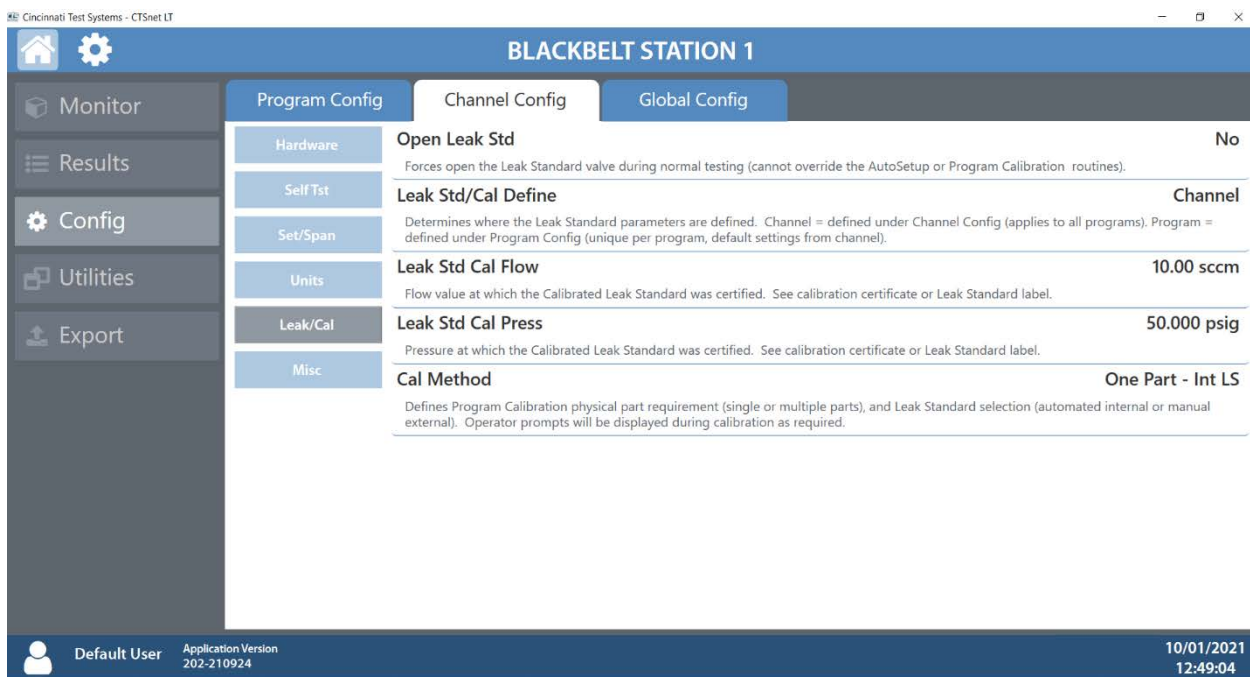 Cincinnati Test Systems - CTSnet LT
BLACKBELT STATION 1
Monitor
Results
Config
Utilities
Export
Program Config
Channel Config
Global Config
Hardware
Self Tst
Set/Span
Units
Leak/Cal
Misc
Open Leak Std
No
Forces open the Leak Standard valve during normal testing (cannot override the AutoSetup or Program Calibration routines).
Leak Std/Cal Define
Channel
Determines where the Leak Standard parameters are defined. Channel = defined under Channel Config (applies to all programs). Program =
defined under Program Config (unique per program, default settings from channel).
Leak Std Cal Flow
10.00 sccm
Flow value at which the Calibrated Leak Standard was certified. See calibration certificate or Leak Standard label.
Leak Std Cal Press
50.000 psig
Pressure at which the Calibrated Leak Standard was certified. See calibration certificate or Leak Standard label.
Cal Method
One Part - Int LS
Defines Program Calibration physical part requirement (single or multiple parts), and Leak Standard selection (automated internal or manual
external). Operator prompts will be displayed during calibration as required.
Default User
Application Version
202-210924
10/01/2021
12:49:04